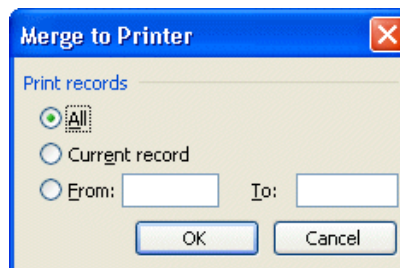 Merge to Printer
Print records
All
Current record
From: To:
OK Cancel